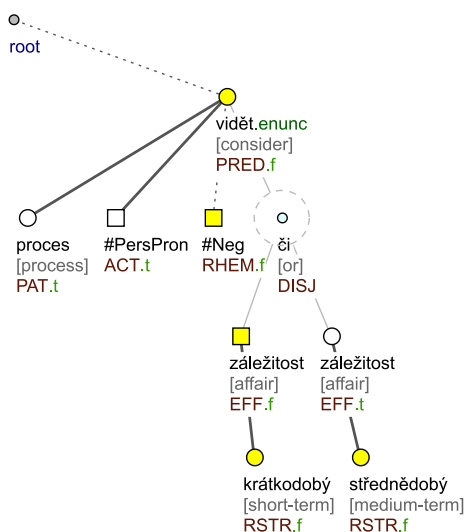 root
vidět.enunc
[consider]
PRED.f
proces
[process]
PAT.t
#PersPron
ACT.t
#Neg
RHEM.f
či
[or]
DISJ
záležitost
[affair]
EFF.f
záležitost
[affair]
EFF.t
krátkodobý
[short-term]
RSTR.f
střednědobý
[medium-term]
RSTR.f